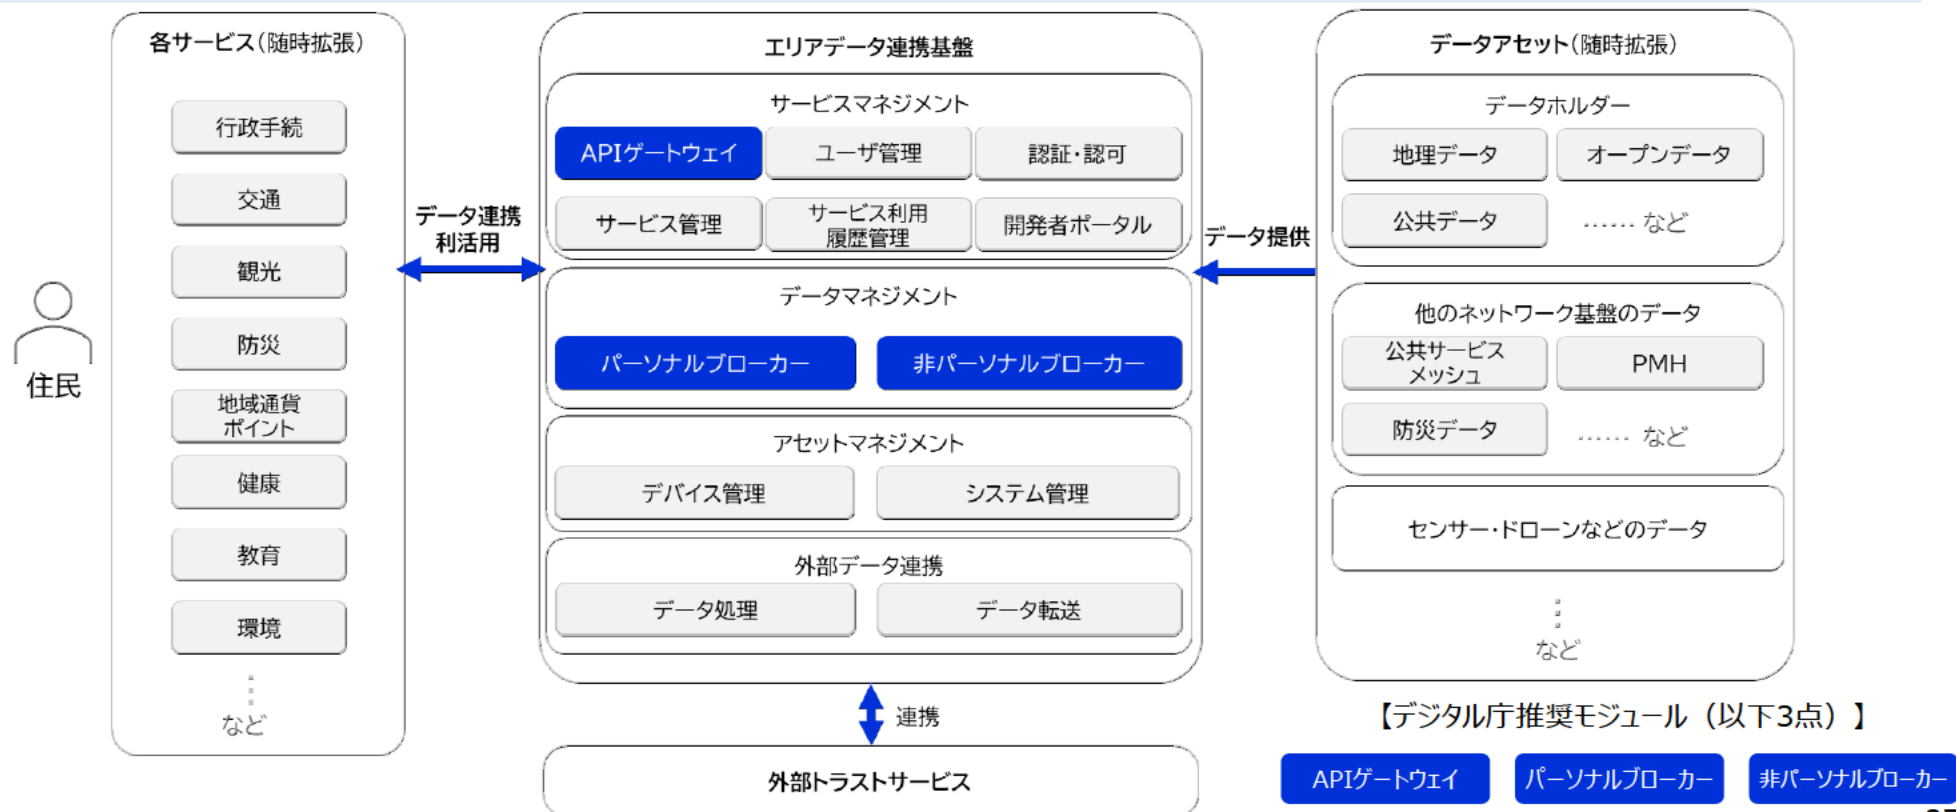 各サービス(随時拡張)
行政手続
交通
観光
防災
地域通貨
ポイント
健康
教育
環境
など
住民
データ連携
利活用
エリアデータ連携基盤
サービスマネジメント
APIゲートウェイ
ユーザ管理
認証・認可
サービス管理
サービス利用
履歴管理
開発者ポータル
データマネジメント
パーソナルブローカー
非パーソナルブローカー
アセットマネジメント
デバイス管理
システム管理
外部データ連携
データ処理
データ転送
連携
外部トラストサービス
データ提供
データアセット(随時拡張)
データホルダー
地理データ
オープンデータ
公共データ
…… など
他のネットワーク基盤のデータ
公共サービス
メッシュ
PMH
防災データ
…… など
センサー・ドローンなどのデータ
など
【デジタル庁推奨モジュール（以下3点）】
APIゲートウェイ
パーソナルブローカー
非パーソナルブローカー